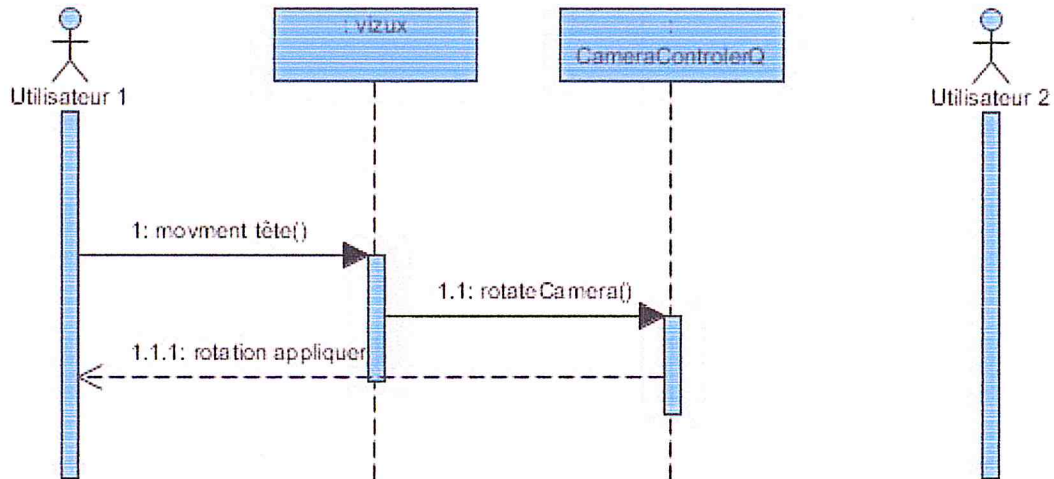 : vizux
:
CameraControlerQ
Utilisateur 1
Utilisateur 2
1: movment tête()
1.1: rotateCamera()
1.1.1: rotation appliquer